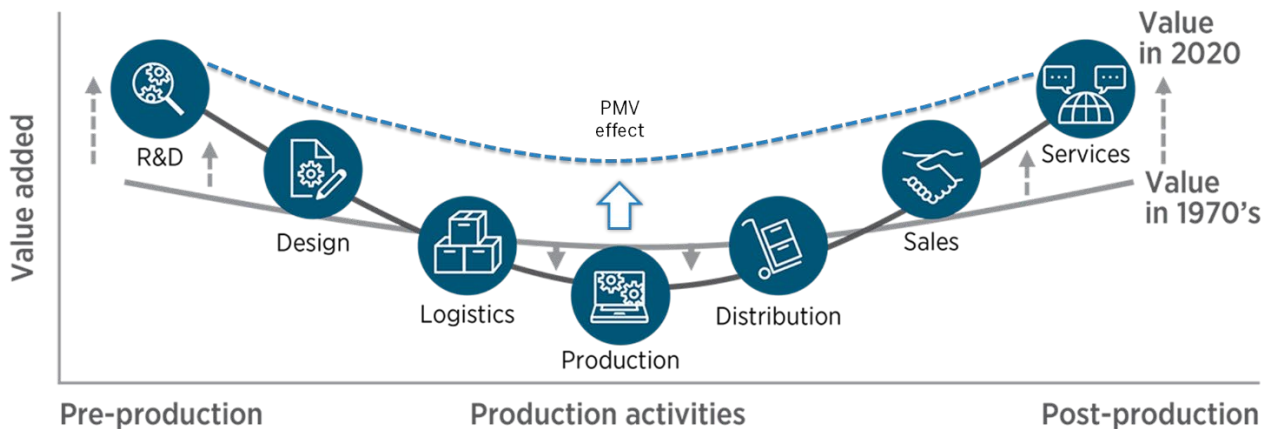 Value added
PMV
effect
Value
in 2020
R&D
Design
Logistics
Production
Distribution
Sales
Services
Value
in 1970's
Pre-production
Production activities
Post-production